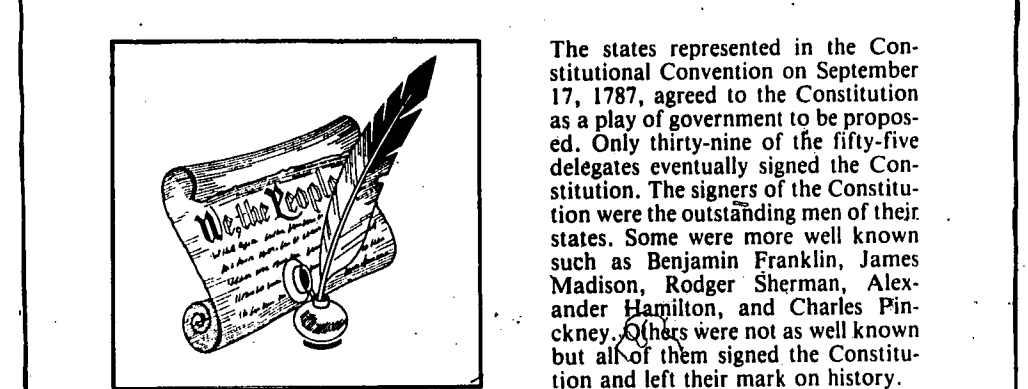 We, the People
The states represented in the Con-
stitutional Convention on September
17, 1787, agreed to the Constitution
as a play of government to be propos-
ed. Only thirty-nine of the fifty-five
delegates eventually signed the Con-
stitution. The signers of the Constitu-
tion were the outstanding men of their
states. Some were more well known
such as Benjamin Franklin, James
Madison, Rodger Sherman, Alex-
ander Hamilton, and Charles Pin-
ckney. Others were not as well known
but all of them signed the Constitu-
tion and left their mark on history.